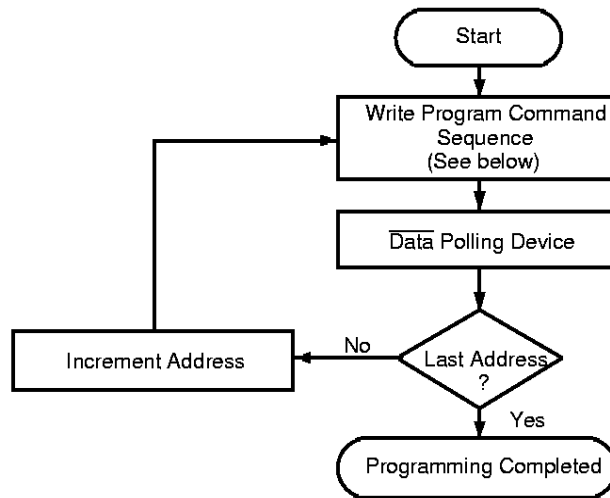 Start
Write Program Command
Sequence
(See below)
Data Polling Device
No
Increment Address
Last Address
?
Yes
Programming Completed